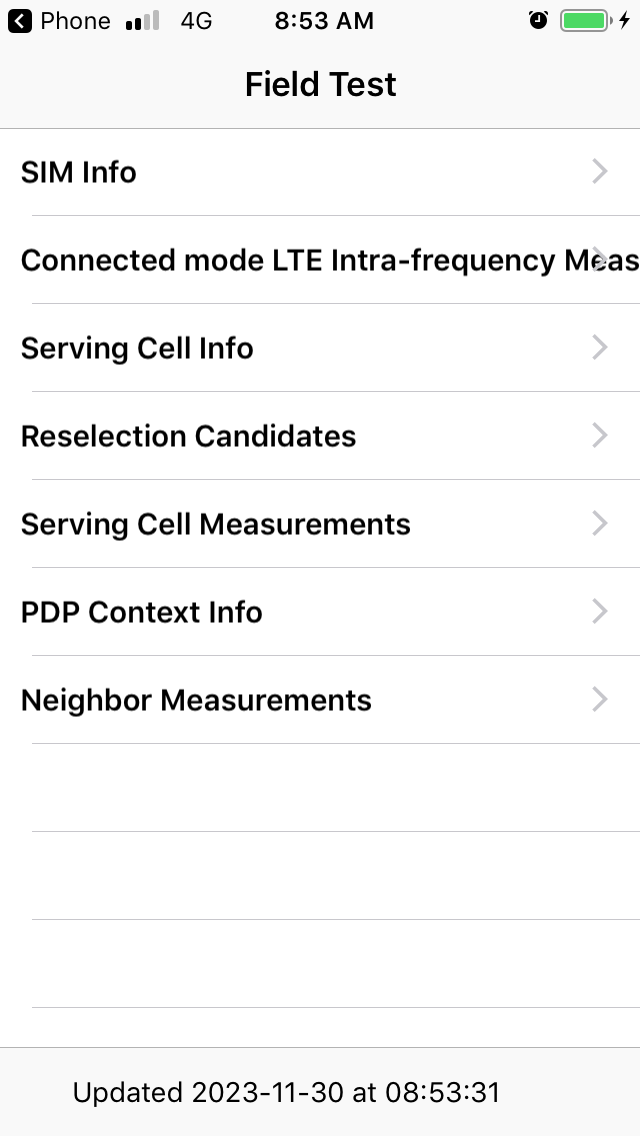 Phone 4G 8:53 AM
Field Test
SIM Info
Connected mode LTE Intra-frequency Meas
Serving Cell Info
Reselection Candidates
Serving Cell Measurements
PDP Context Info
Neighbor Measurements
Updated 2023-11-30 at 08:53:31